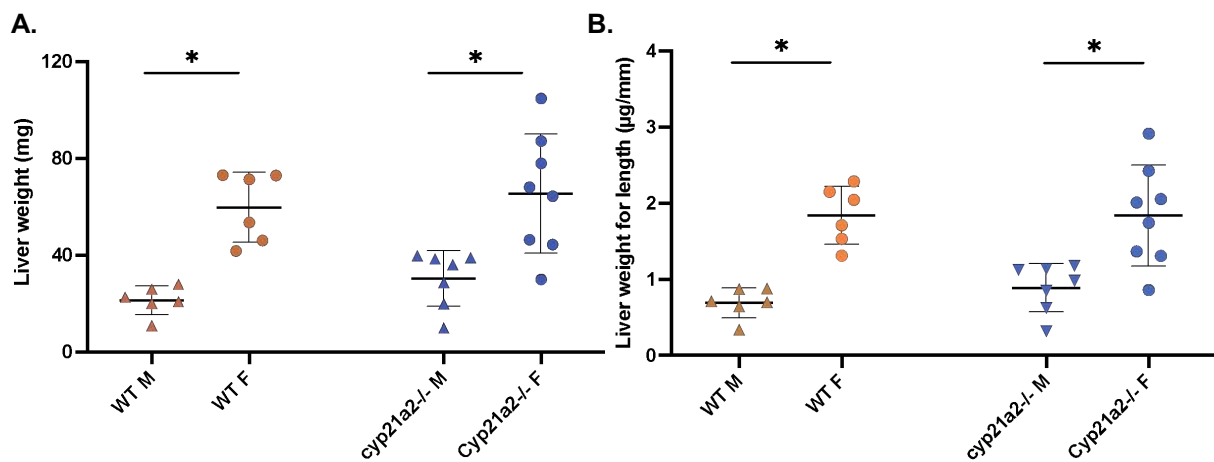 A.
*
*
120
80
40
0
Liver weight (mg)
WT M
WT F
cyp21a2-/- M
Cyp21a2-/- F
B.
*
*
4
3
2
1
0
Liver weight for length (µg/mm)
WT M
WT F
cyp21a2-/- M
Cyp21a2-/- F